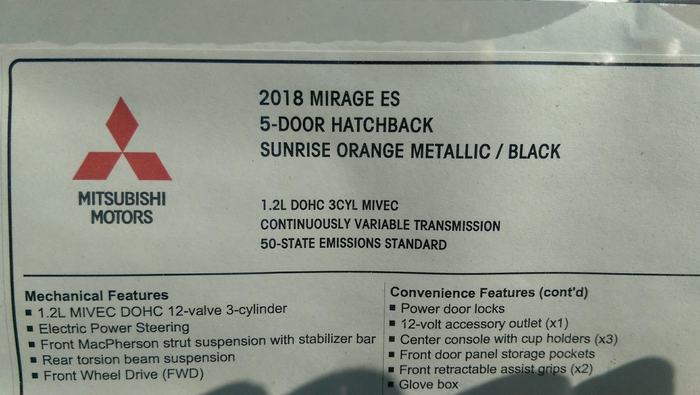 MITSUBISHI
MOTORS
2018 MIRAGE ES
5-DOOR HATCHBACK
SUNRISE ORANGE METALLIC / BLACK
1.2L DOHC 3CYL MIVEC
CONTINUOUSLY VARIABLE TRANSMISSION
50-STATE EMISSIONS STANDARD
Mechanical Features
▪ 1.2L MIVEC DOHC 12-valve 3-cylinder
▪ Electric Power Steering
▪ Front MacPherson strut suspension with stabilizer bar
▪ Rear torsion beam suspension
▪ Front Wheel Drive (FWD)
Convenience Features (cont'd)
▪ Power door locks
▪ 12-volt accessory outlet (x1)
▪ Center console with cup holders (x3)
▪ Front door panel storage pockets
▪ Front retractable assist grips (x2)
▪ Glove box